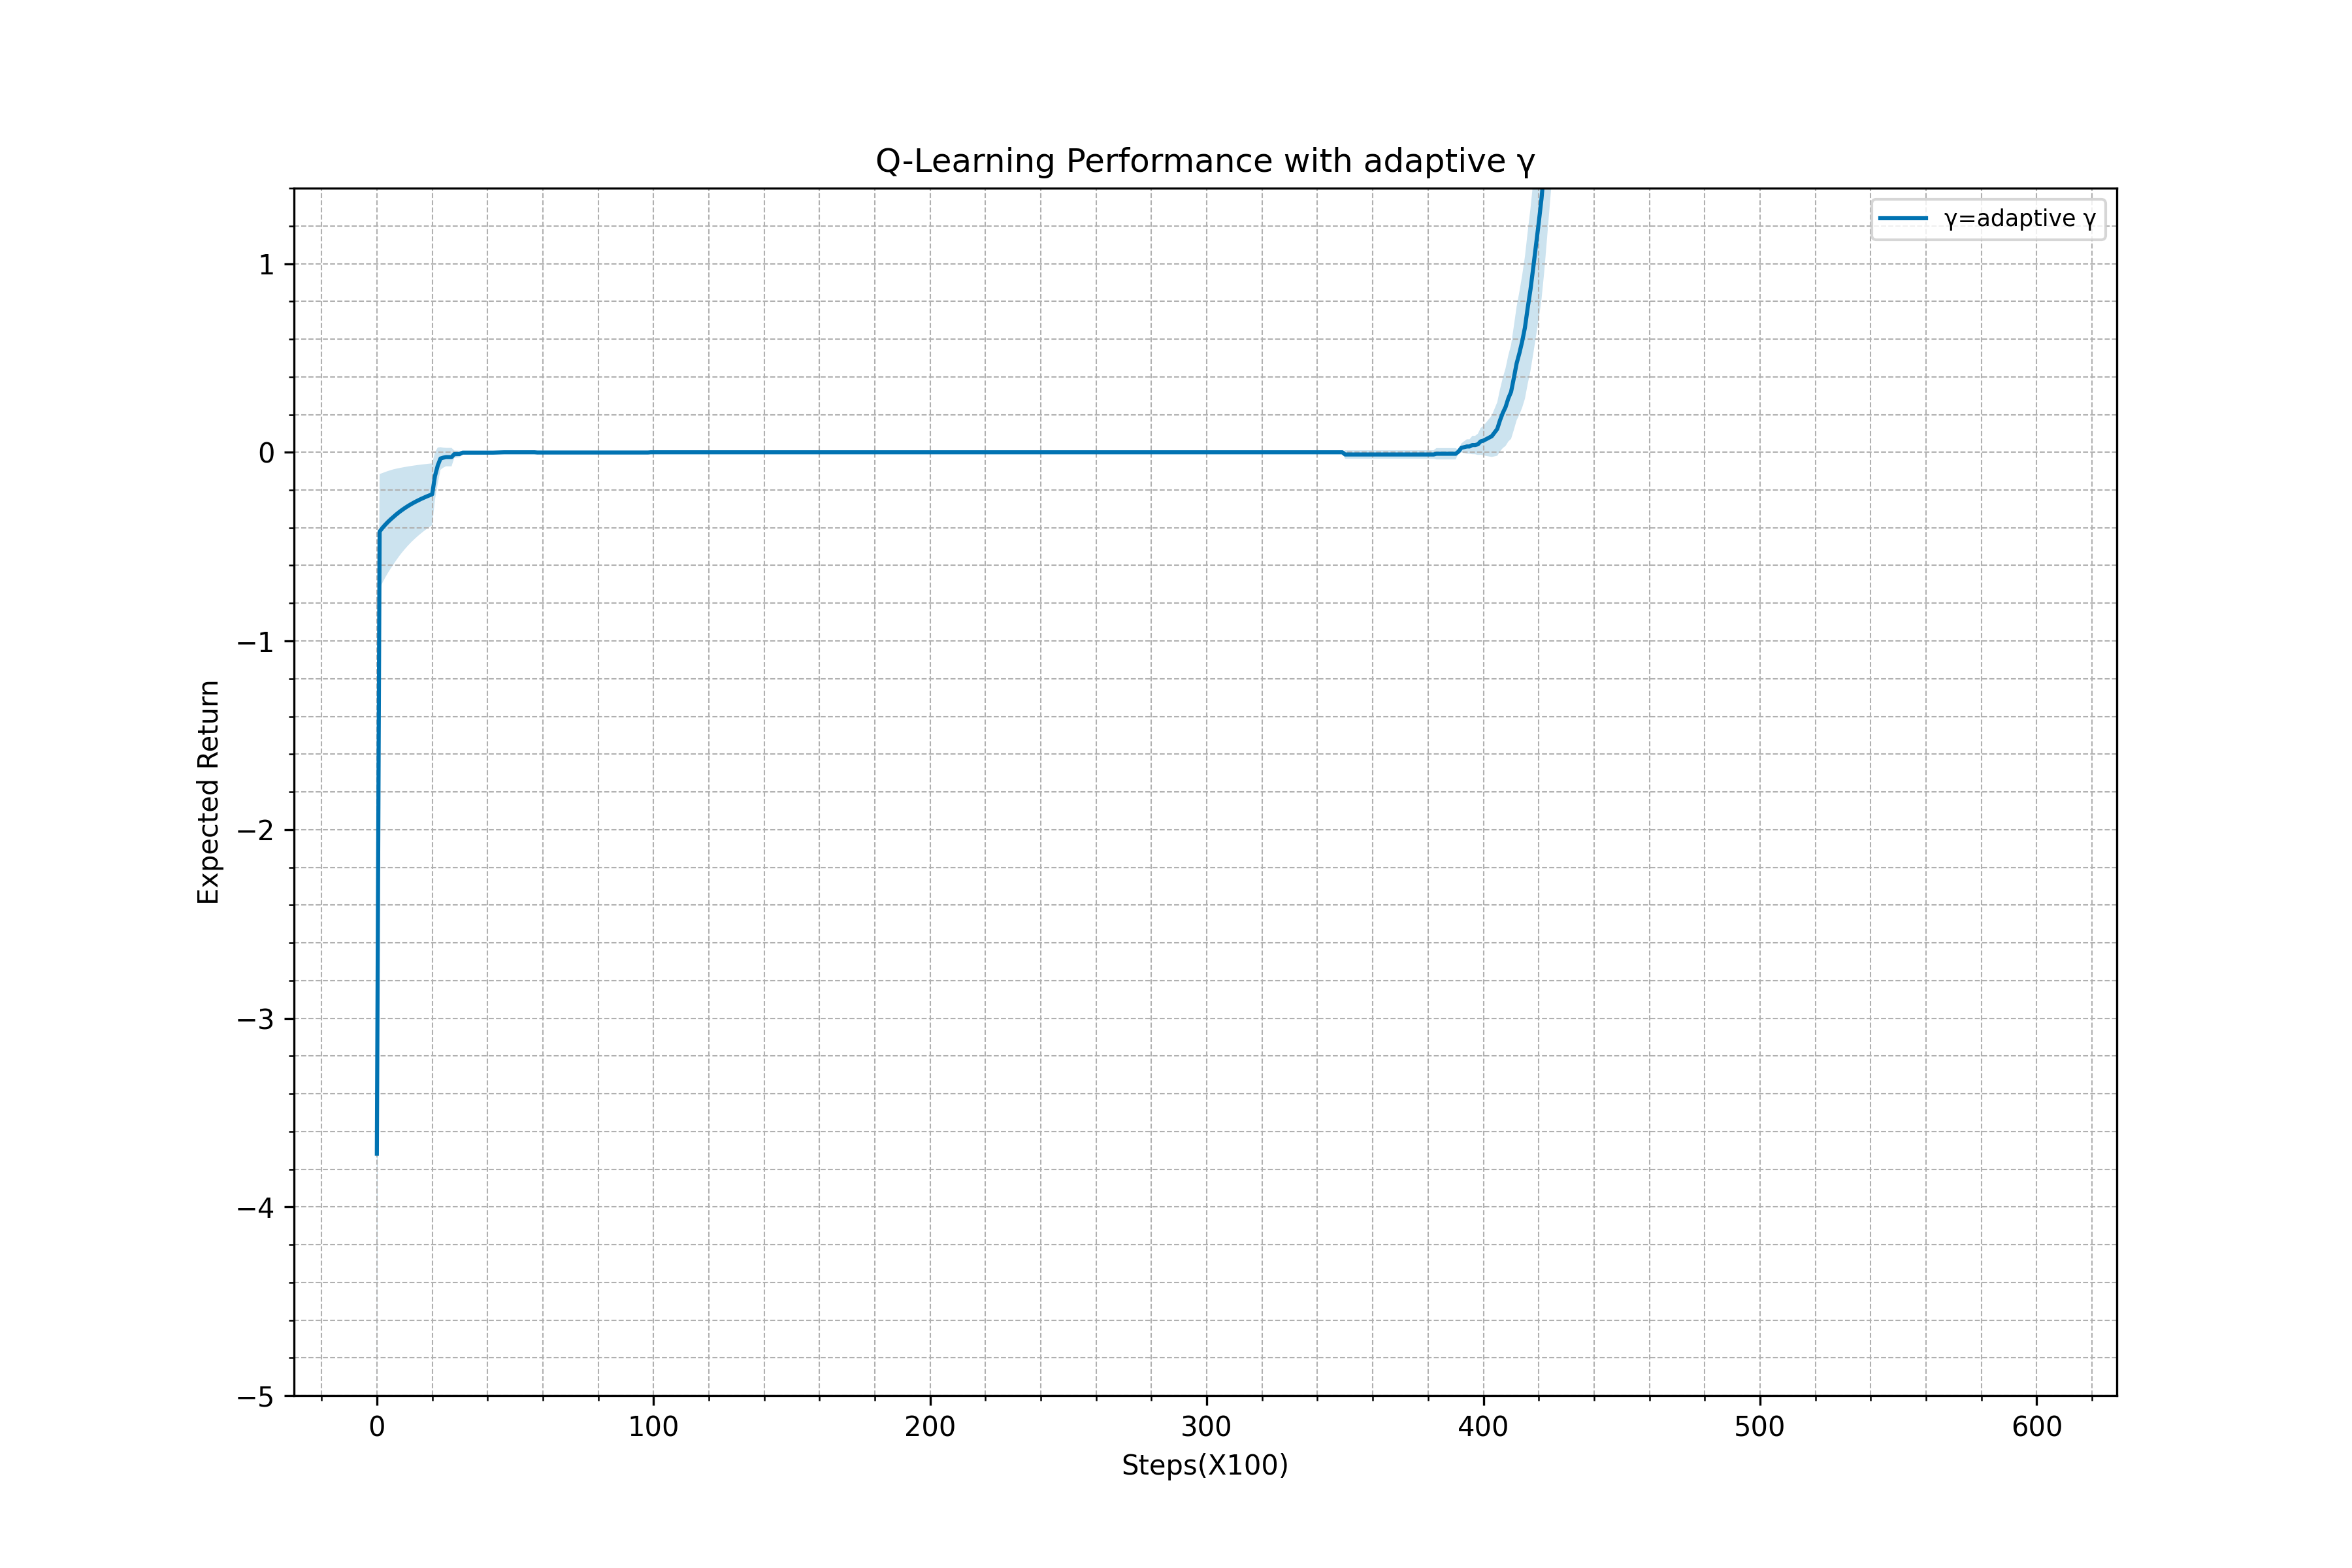 Q-Learning Performance with adaptive γ
γ=adaptive γ
Expected Return
1
0
−1
−2
−3
−4
−5
0 100 200 300 400 500 600
Steps(X100)